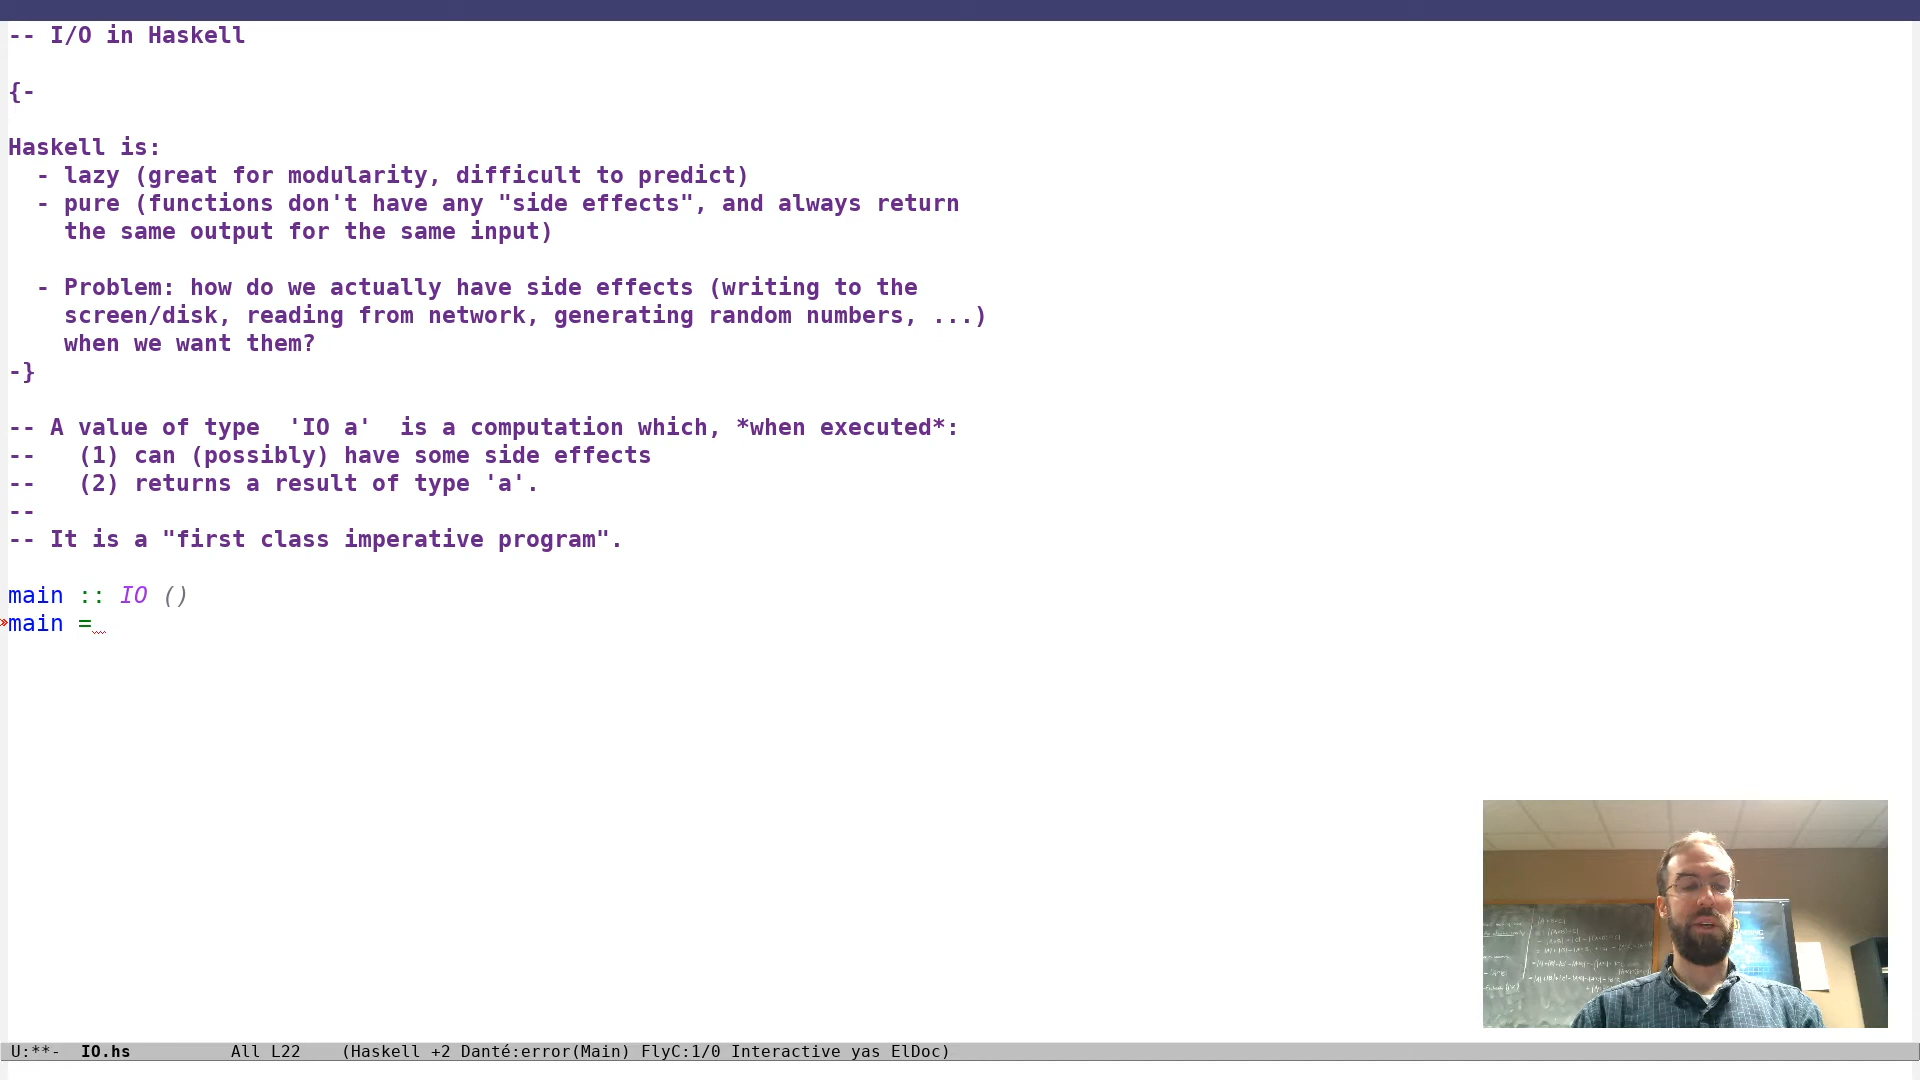 -- I/O in Haskell
{-
Haskell is:
- lazy (great for modularity, difficult to predict)
- pure (functions don't have any "side effects", and always return
the same output for the same input)
- Problem: how do we actually have side effects (writing to the
screen/disk, reading from network, generating random numbers, ...)
when we want them?
-}
-- A value of type  'IO a'  is a computation which, *when executed*:
--   (1) can (possibly) have some side effects
--   (2) returns a result of type 'a'.
--
-- It is a "first class imperative program".
main :: IO ()
main =
U:**-  IO.hs          All L22    (Haskell +2 Danté:error(Main) FlyC:1/0 Interactive yas ElDoc)